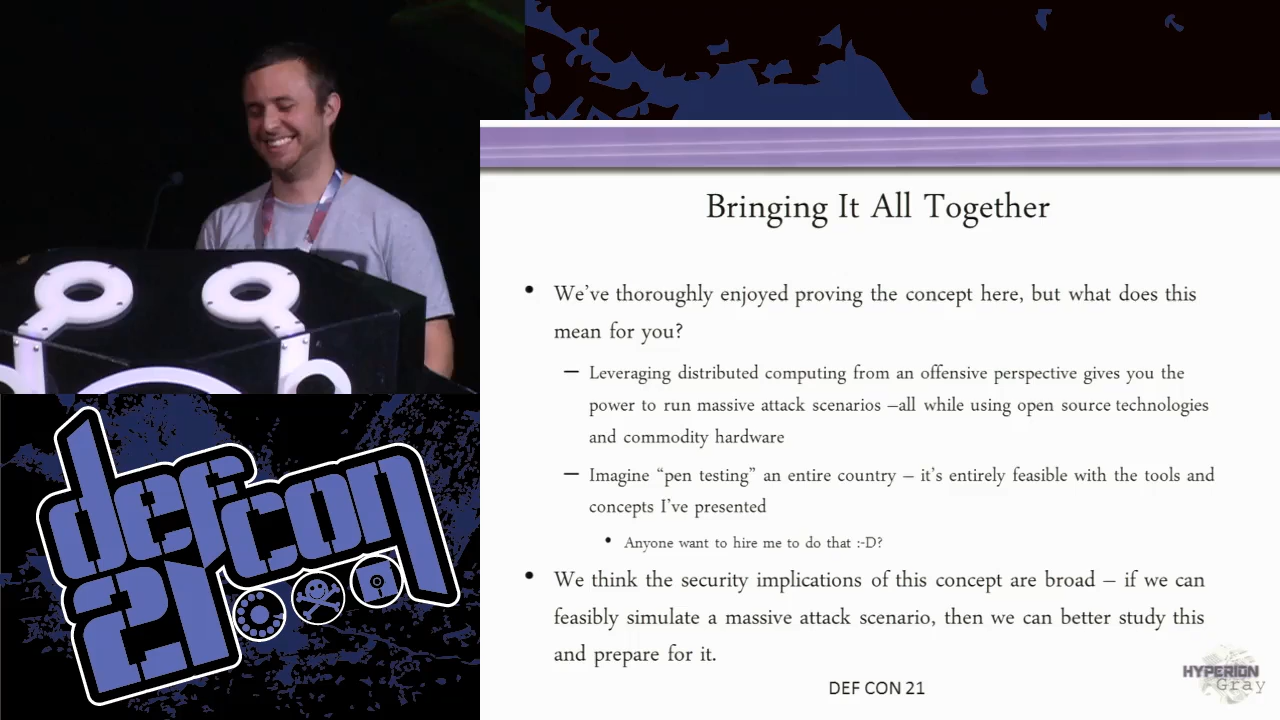 Bringing It All Together
• We've thoroughly enjoyed proving the concept here, but what does this
mean for you?
– Leveraging distributed computing from an offensive perspective gives you the
power to run massive attack scenarios –all while using open source technologies
and commodity hardware
– Imagine “pen testing” an entire country – it's entirely feasible with the tools and
concepts I've presented
• Anyone want to hire me to do that :-D?
• We think the security implications of this concept are broad – if we can
feasibly simulate a massive attack scenario, then we can better study this
and prepare for it.
DEF CON 21
HYPERION
Gray
defcon
21